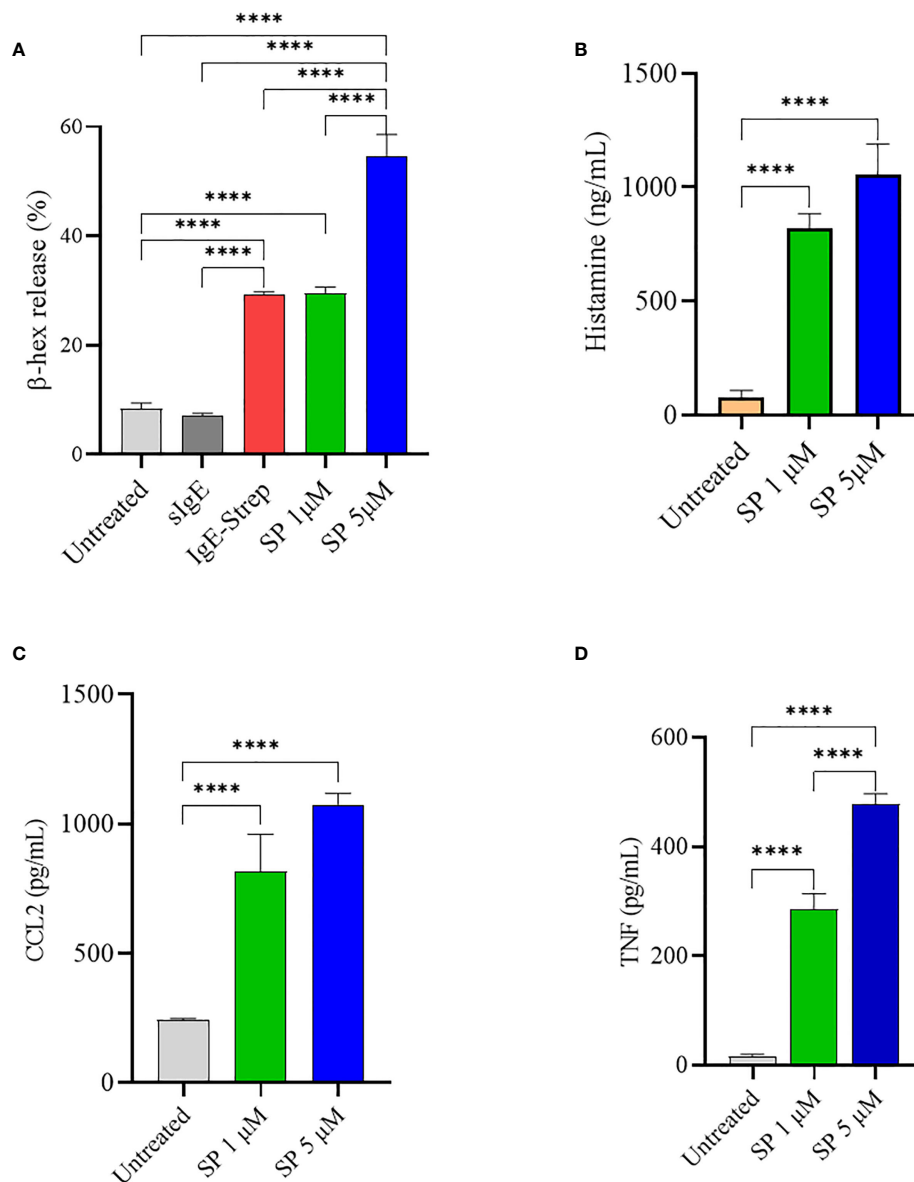 A
****
****
****
****
60
****
****
****
40
20
0
β-hex release (%)
Untreated
sIgE
IgE-Strep
SP 1μM
SP 5μM
B
1500
****
****
1000
500
0
Histamine (ng/mL)
Untreated
SP 1 μM
SP 5μM
C
1500
****
****
1000
500
0
CCL2 (pg/mL)
Untreated
SP 1 μM
SP 5 μM
D
****
600
****
****
400
200
0
TNF (pg/mL)
Untreated
SP 1 μM
SP 5 μM